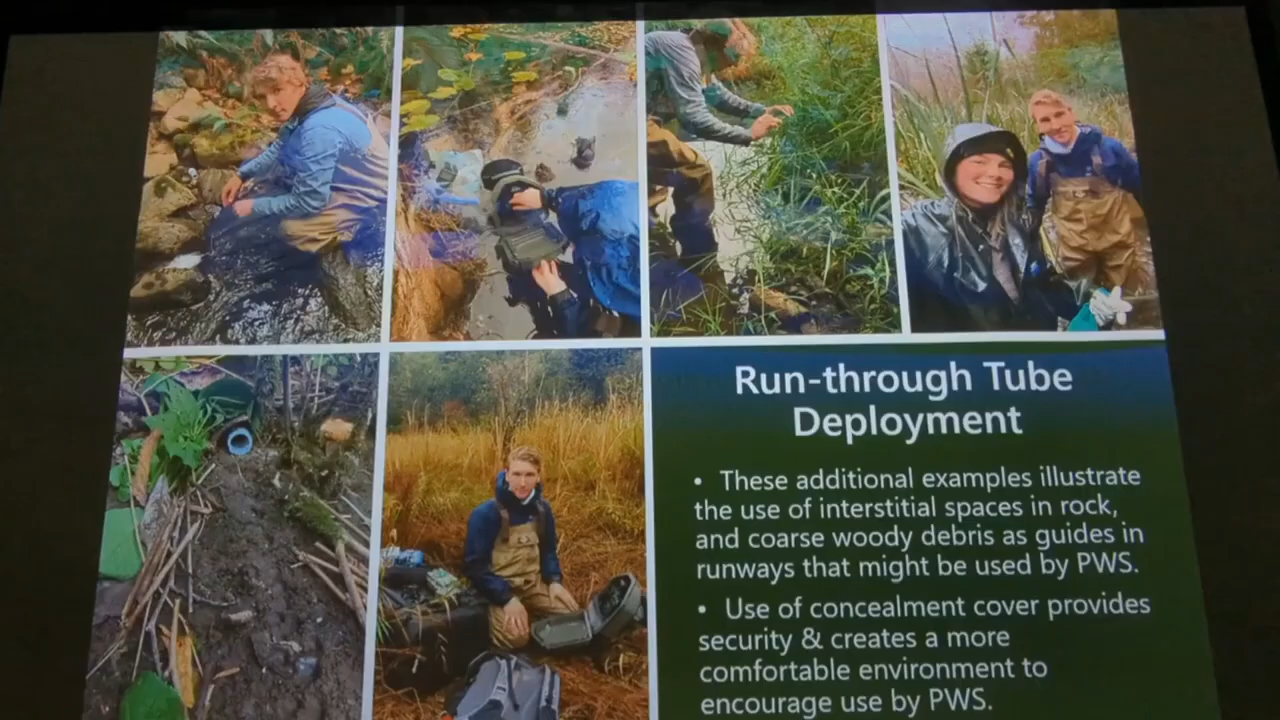 Run-through Tube
Deployment
• These additional examples illustrate
the use of interstitial spaces in rock,
and coarse woody debris as guides in
runways that might be used by PWS.
• Use of concealment cover provides
security & creates a more
comfortable environment to
encourage use by PWS.